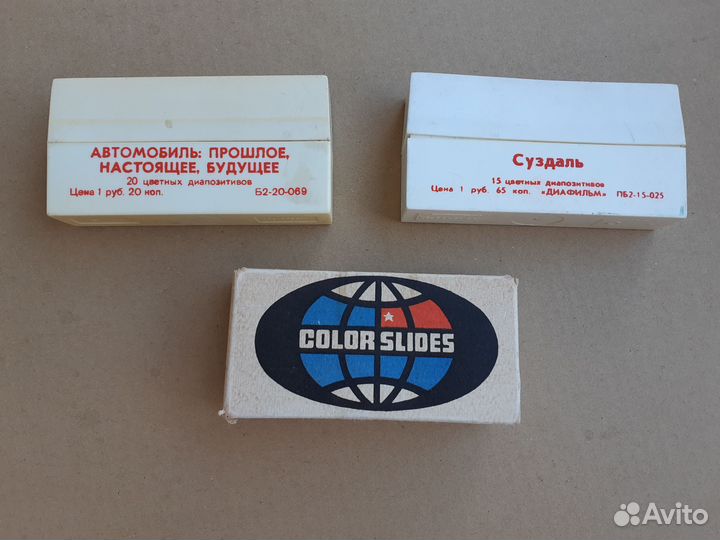 АВТОМОБИЛЬ: ПРОШЛОЕ,
НАСТОЯЩЕЕ, БУДУЩЕЕ
20 цветных диапозитивов
Цена 1 руб. 20 коп. Б2-20-069
Суздаль
15 цветных диапозитивов
Цена 1 руб. 65 коп. «ДИАФИЛЬМ» ПБ2-15-025
COLOR SLIDES
Avito